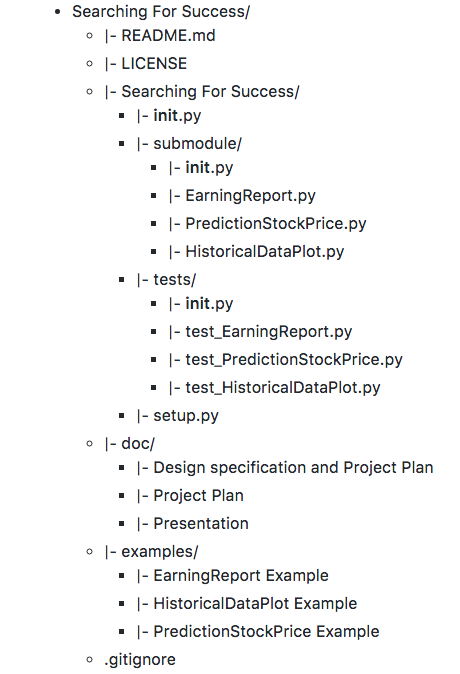 Searching For Success/
|- README.md
|- LICENSE
|- Searching For Success/
|- init.py
|- submodule/
|- init.py
|- EarningReport.py
|- PredictionStockPrice.py
|- HistoricalDataPlot.py
|- tests/
|- init.py
|- test_EarningReport.py
|- test_PredictionStockPrice.py
|- test_HistoricalDataPlot.py
|- setup.py
|- doc/
|- Design specification and Project Plan
|- Project Plan
|- Presentation
|- examples/
|- EarningReport Example
|- HistoricalDataPlot Example
|- PredictionStockPrice Example
.gitignore